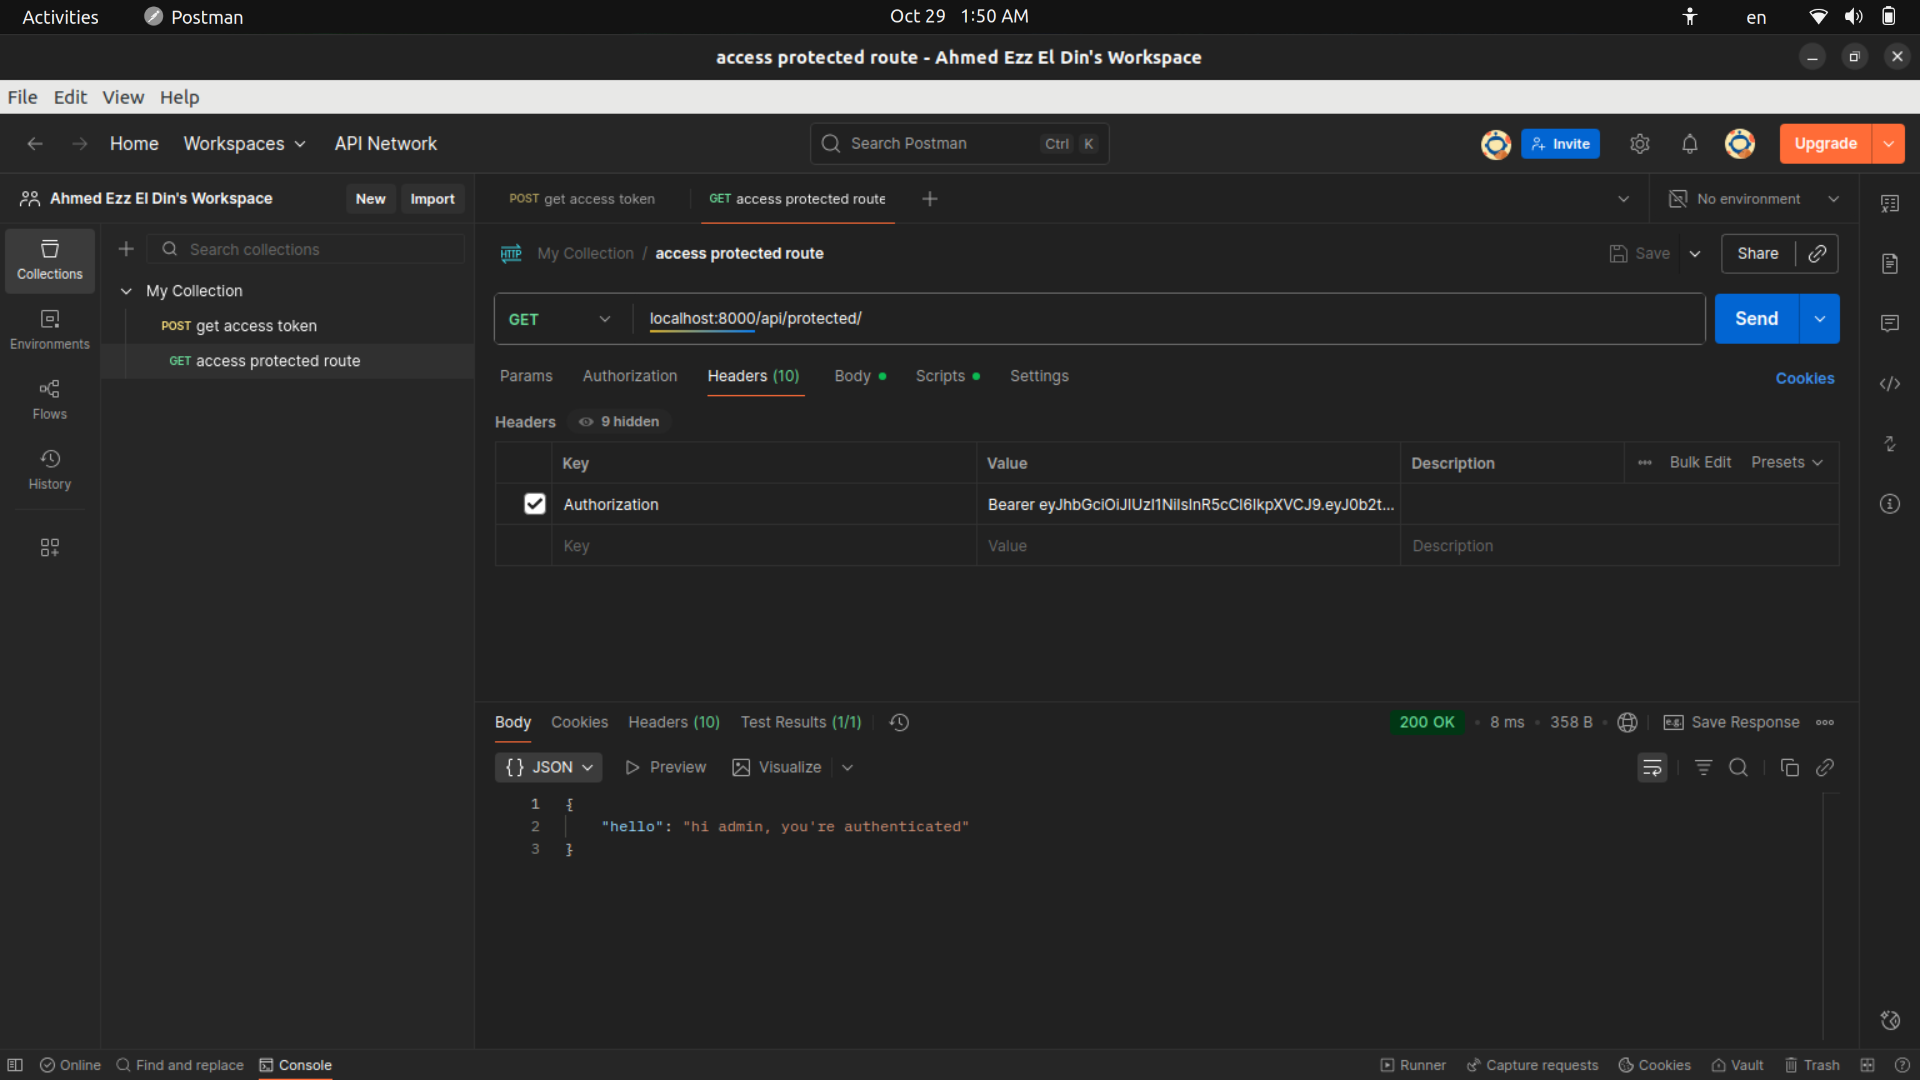 Activities Postman Oct 29 1:50 AM en
access protected route - Ahmed Ezz El Din's Workspace
File Edit View Help
Home Workspaces API Network Search Postman Ctrl K Invite Upgrade
Ahmed Ezz El Din's Workspace New Import POST get access token GET access protected route No environment
Collections
Search collections
HTTP My Collection / access protected route Save Share
My Collection
POST get access token
GET access protected route
Environments
Flows
History
GET localhost:8000/api/protected/ Send
Params Authorization Headers (10) Body Scripts Settings Cookies
Headers 9 hidden
Key Value Description Bulk Edit Presets
Authorization Bearer eyJhbGciOiJIUzI1NiIsInR5cCI6IkpXVCJ9.eyJ0b2t...
Key Value Description
Body Cookies Headers (10) Test Results (1/1) 200 OK 8 ms 358 B e.g. Save Response
{} JSON Preview Visualize
1 {
2 "hello": "hi admin, you're authenticated"
3 }
Online Find and replace Console Runner Capture requests Cookies Vault Trash